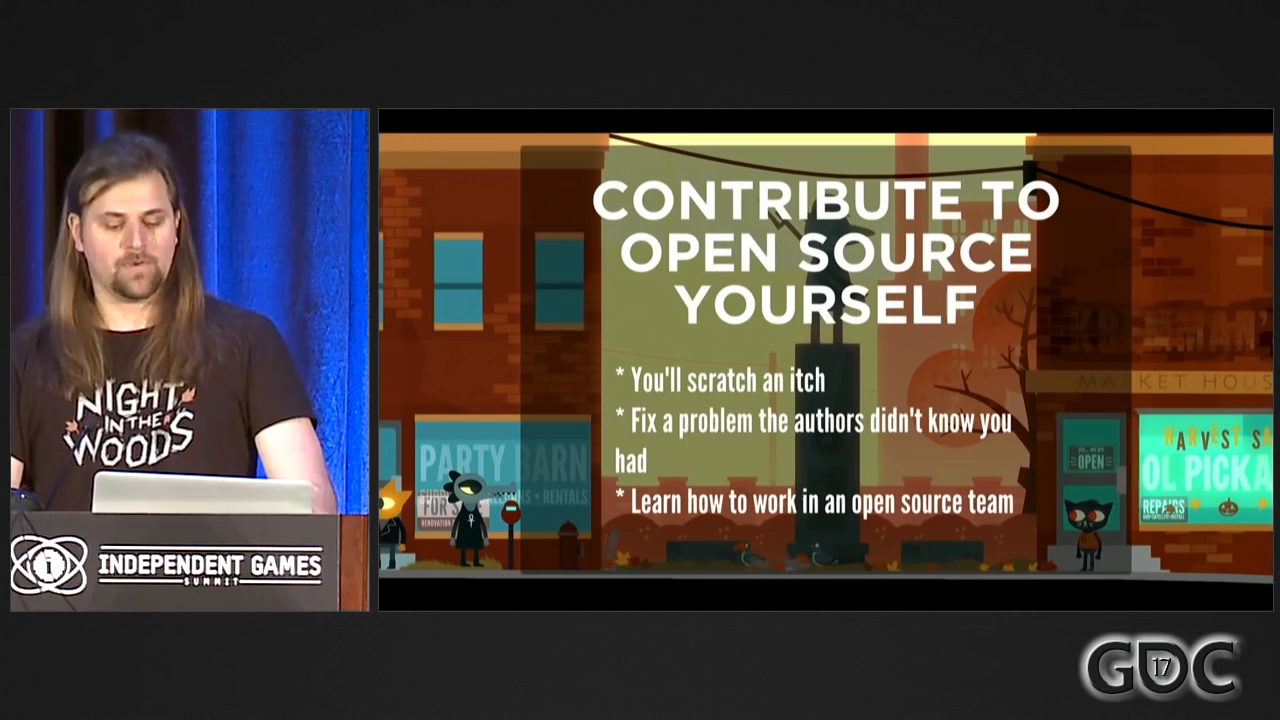 CONTRIBUTE TO
OPEN SOURCE
YOURSELF
* You'll scratch an itch
* Fix a problem the authors didn't know you
had
* Learn how to work in an open source team
NIGHT
IN THE
WOODS
i
INDEPENDENT GAMES
SUMMIT
PARTY BARN
RENTALS
FOR
MARKET HOUS
OPEN
HARVEST SA
OL PICKA
REPAIRS
GDC
17